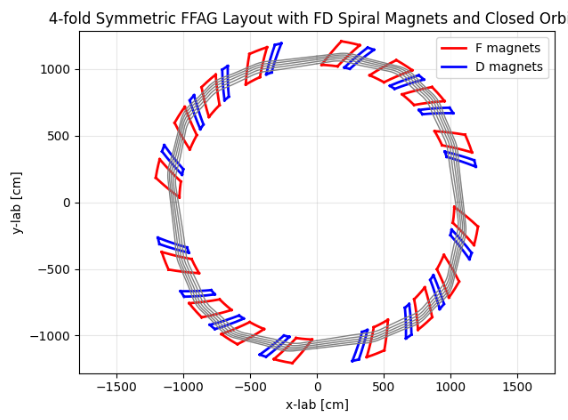 4-fold Symmetric FFAG Layout with FD Spiral Magnets and Closed Orbi
F magnets
D magnets
1000
500
0
−500
−1000
y-lab [cm]
−1500 −1000 −500 0 500 1000 1500
x-lab [cm]